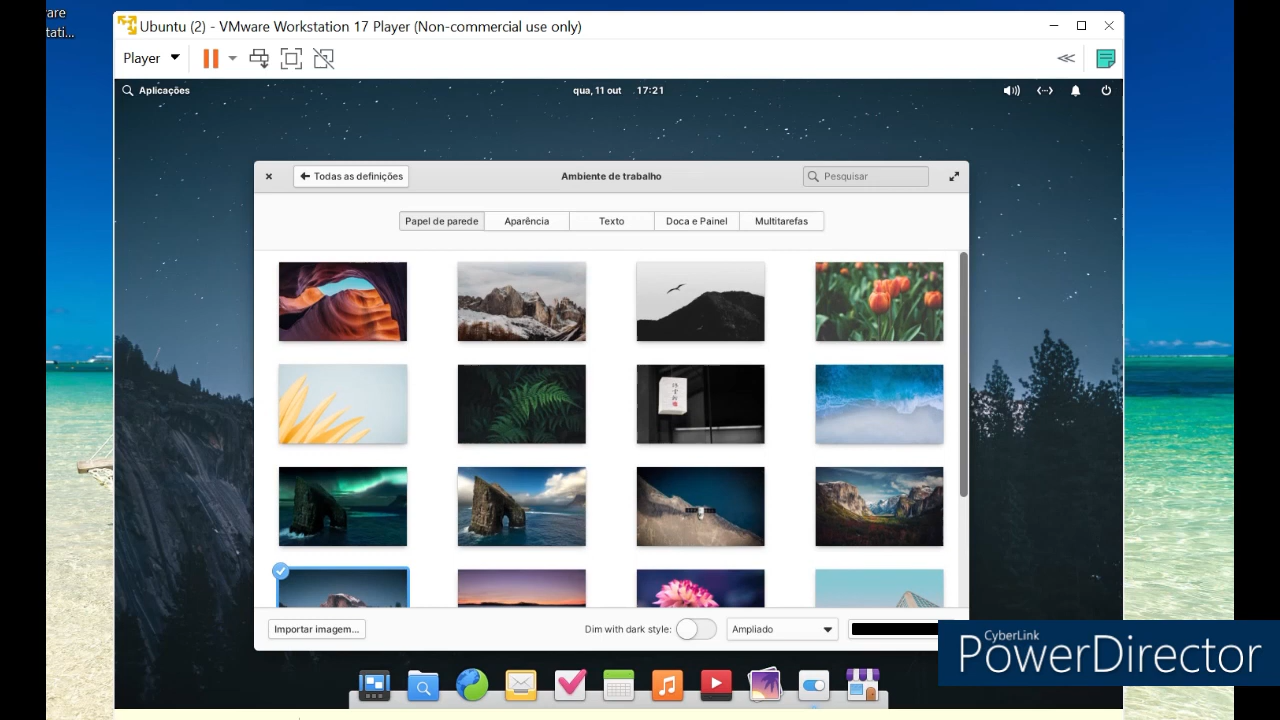 are
tati...
Ubuntu (2) - VMware Workstation 17 Player (Non-commercial use only)
Player
Aplicações
qua, 11 out 17:21
Todas as definições
Ambiente de trabalho
Pesquisar
Papel de parede
Aparência
Texto
Doca e Painel
Multitarefas
Importar imagem...
Dim with dark style:
Ampliado
CyberLink
PowerDirector